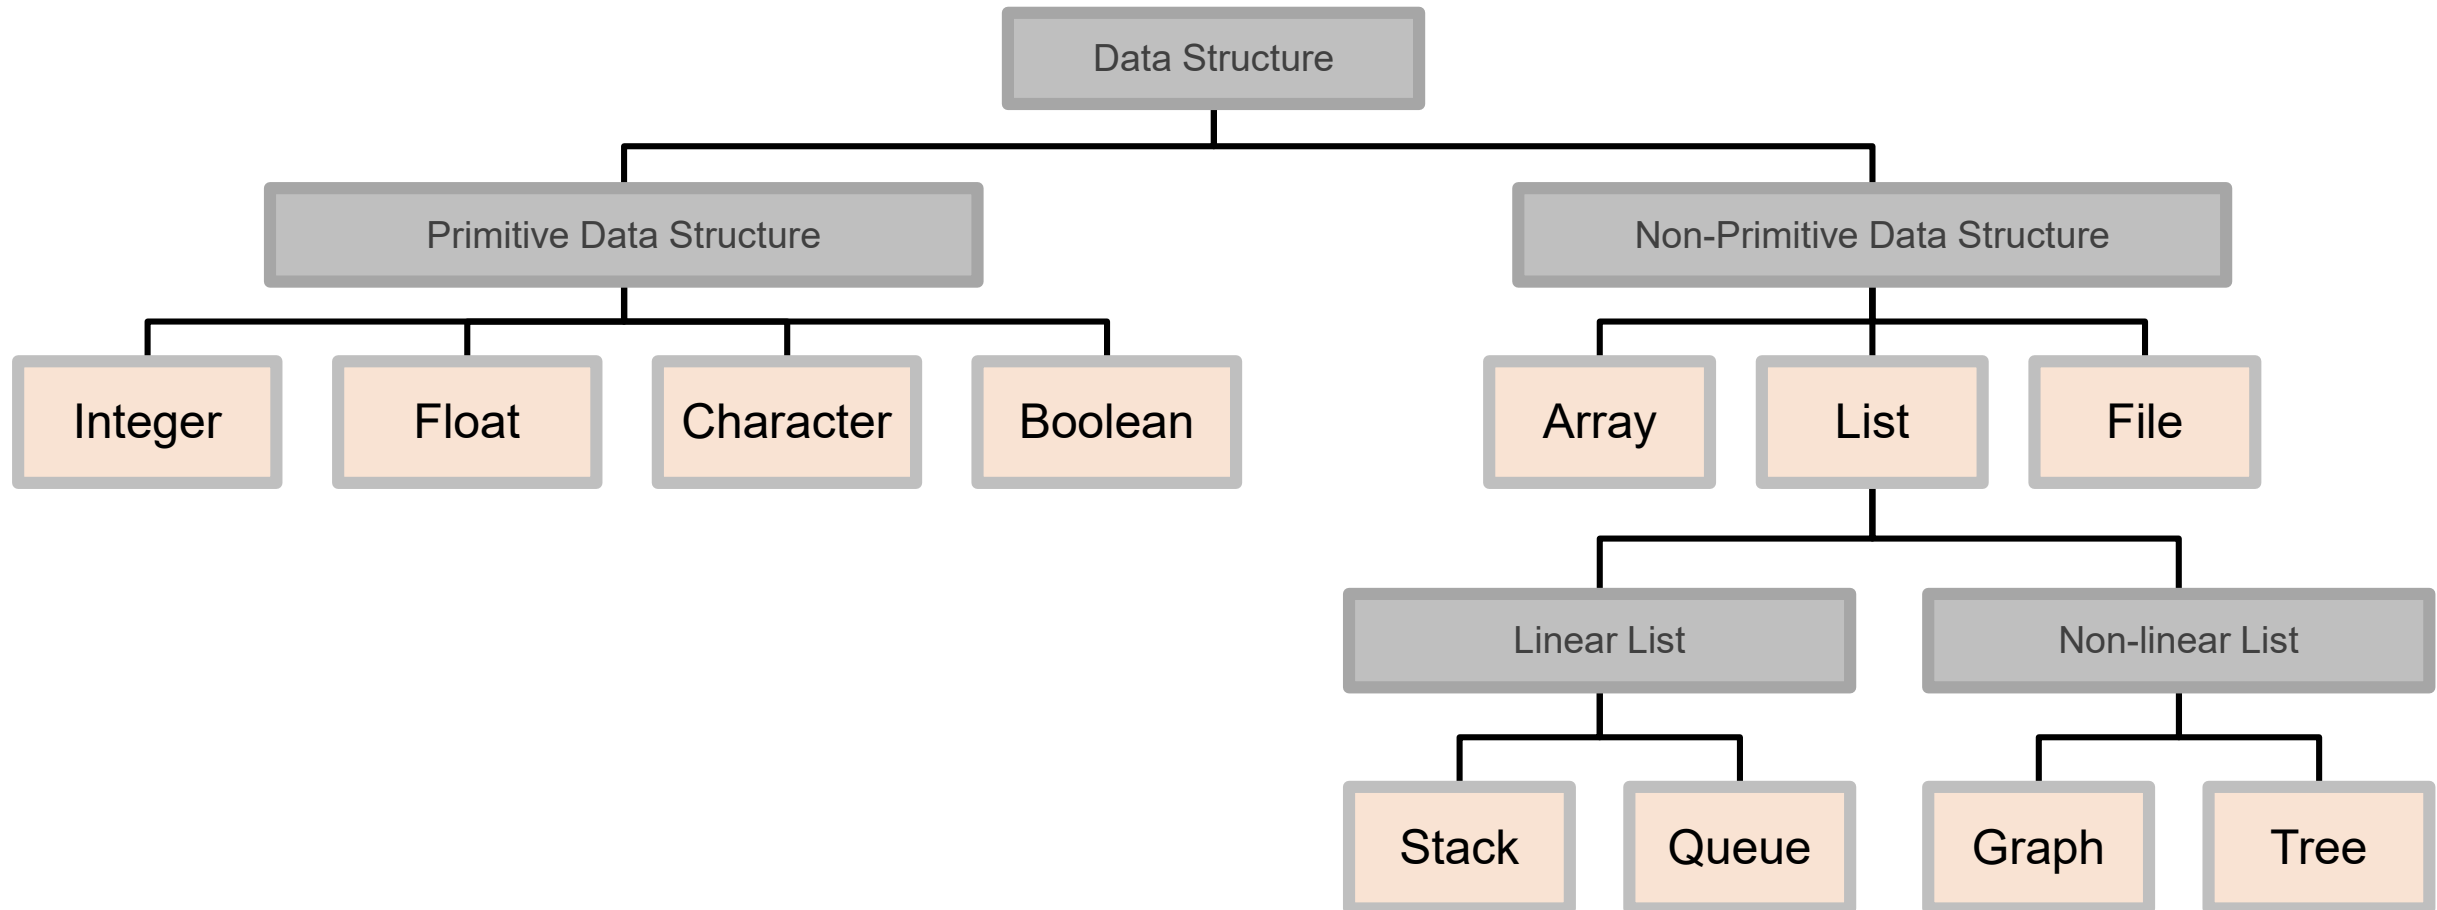 Data Structure
Primitive Data Structure
Non-Primitive Data Structure
Integer
Float
Character
Boolean
Array
List
File
Linear List
Non-linear List
Stack
Queue
Graph
Tree